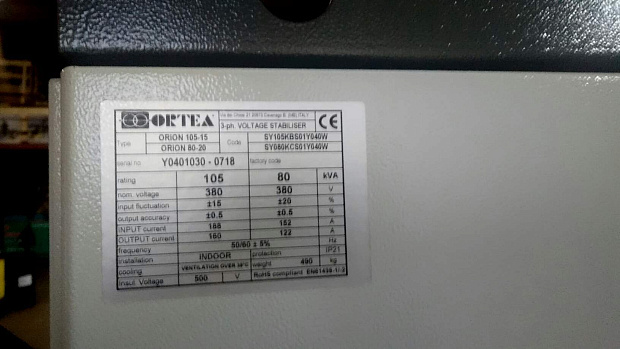 ORTEA
3-ph. VOLTAGE STABILISER
CE
Type ORION 105-15 Code SY105KBS01Y040W
ORION 80-20 SY080KCS01Y040W
serial no Y0401030 - 0718 factory code
rating 105 80 kVA
nom. voltage 380 380 V
input fluctuation ±15 ±20 %
output accuracy ±0.5 ±0.5 %
INPUT current 188 152 A
OUTPUT current 160 122 A
frequency 50/60 ± 5% Hz
installation INDOOR protection IP21
cooling VENTILATION OVER weight 490 kg
Insul. Voltage 500 V RoHS compliant